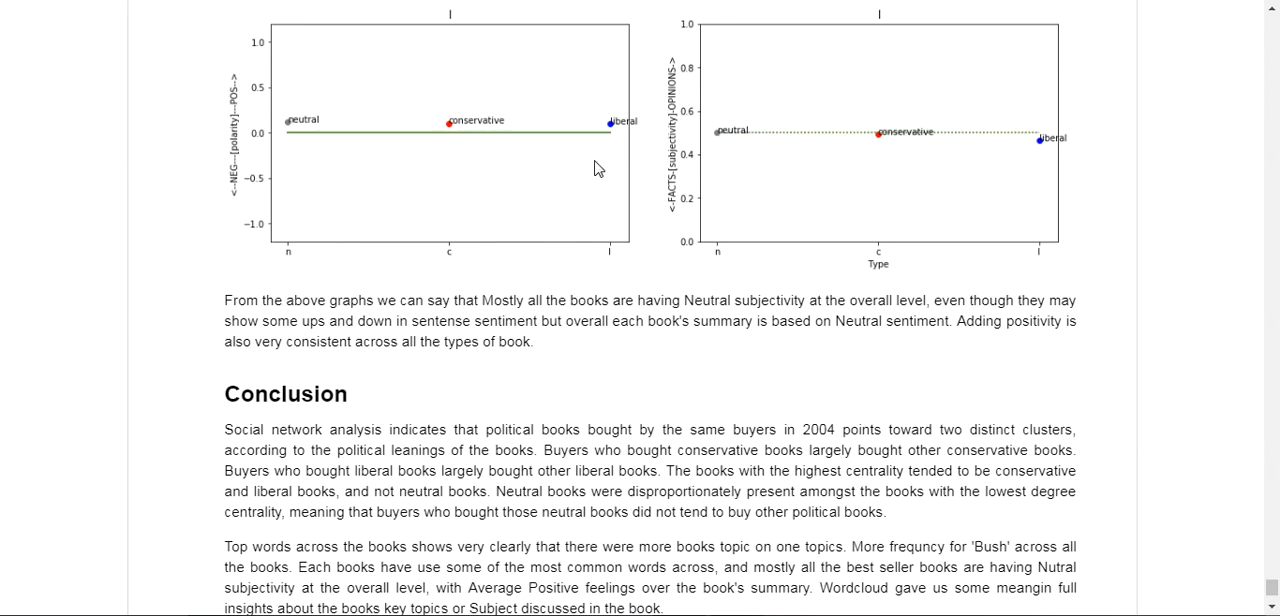 l
1.0
0.5
0.0
−0.5
−1.0
<--NEG---[polarity]---POS-->
neutral
conservative
liberal
n
c
l
l
1.0
0.8
0.6
0.4
0.2
0.0
<-FACTS-[subjectivity]-OPINIONS->
neutral
conservative
liberal
n
c
l
Type
From the above graphs we can say that Mostly all the books are having Neutral subjectivity at the overall level, even though they may
show some ups and down in sentense sentiment but overall each book's summary is based on Neutral sentiment. Adding positivity is
also very consistent across all the types of book.
Conclusion
Social network analysis indicates that political books bought by the same buyers in 2004 points toward two distinct clusters,
according to the political leanings of the books. Buyers who bought conservative books largely bought other conservative books.
Buyers who bought liberal books largely bought other liberal books. The books with the highest centrality tended to be conservative
and liberal books, and not neutral books. Neutral books were disproportionately present amongst the books with the lowest degree
centrality, meaning that buyers who bought those neutral books did not tend to buy other political books.
Top words across the books shows very clearly that there were more books topic on one topics. More frequncy for 'Bush' across all
the books. Each books have use some of the most common words across, and mostly all the best seller books are having Nutral
subjectivity at the overall level, with Average Positive feelings over the book's summary. Wordcloud gave us some meangin full
insights about the books key topics or Subject discussed in the book.